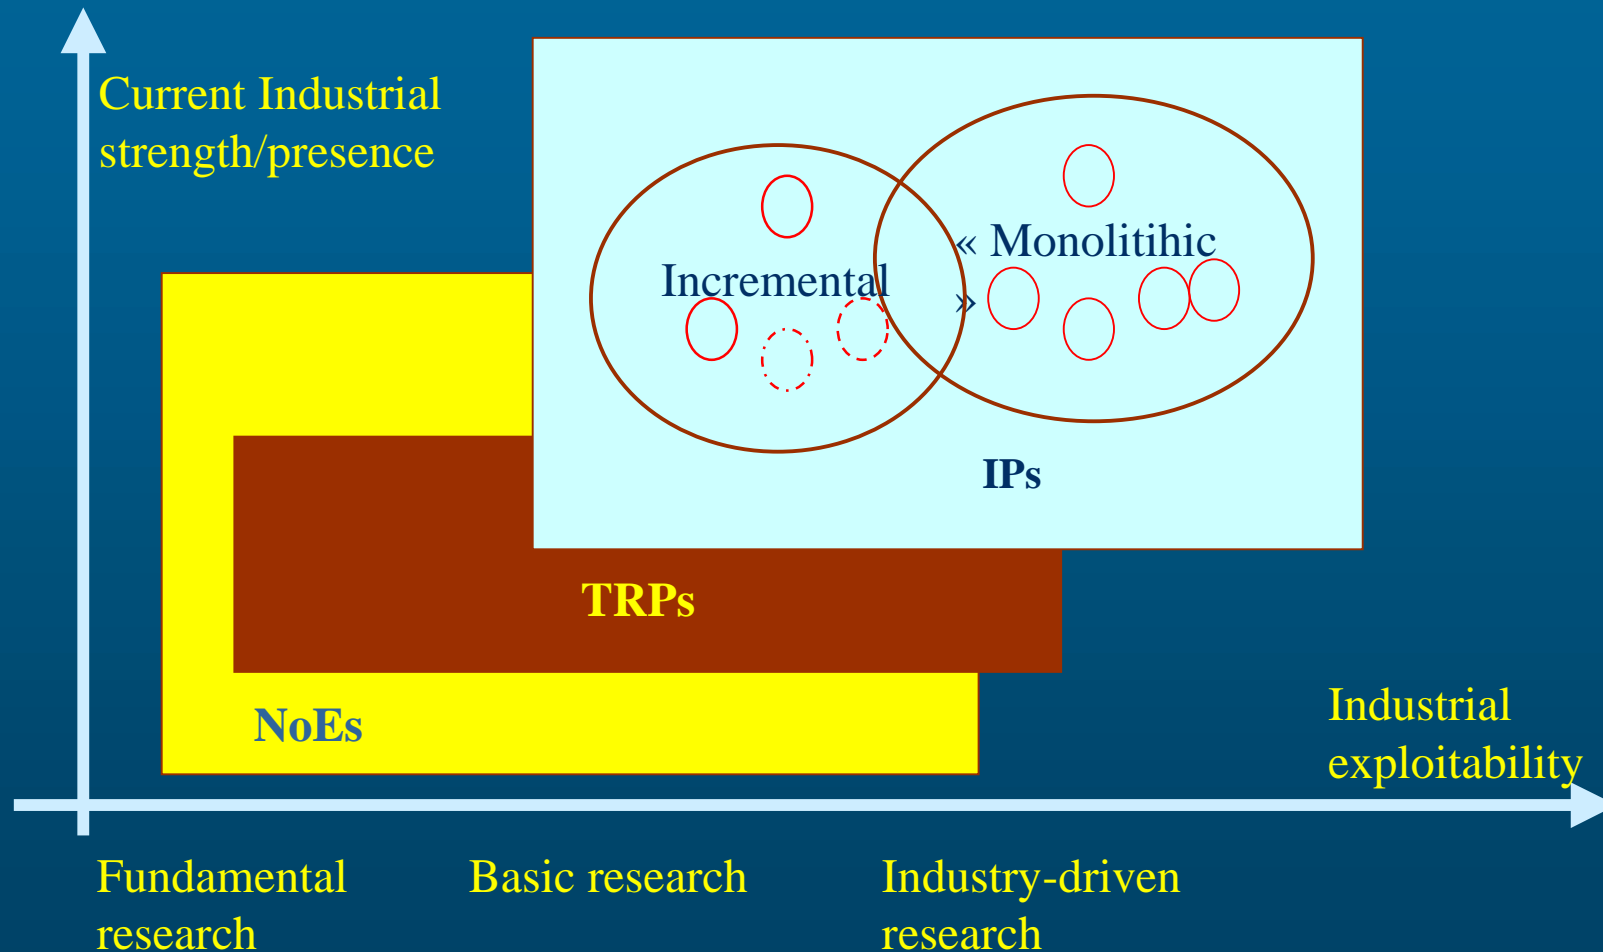 Current Industrial
strength/presence
« Monolitihic
»
Incremental
IPs
TRPs
NoEs
Industrial
exploitability
Fundamental
research
Basic research
Industry-driven
research